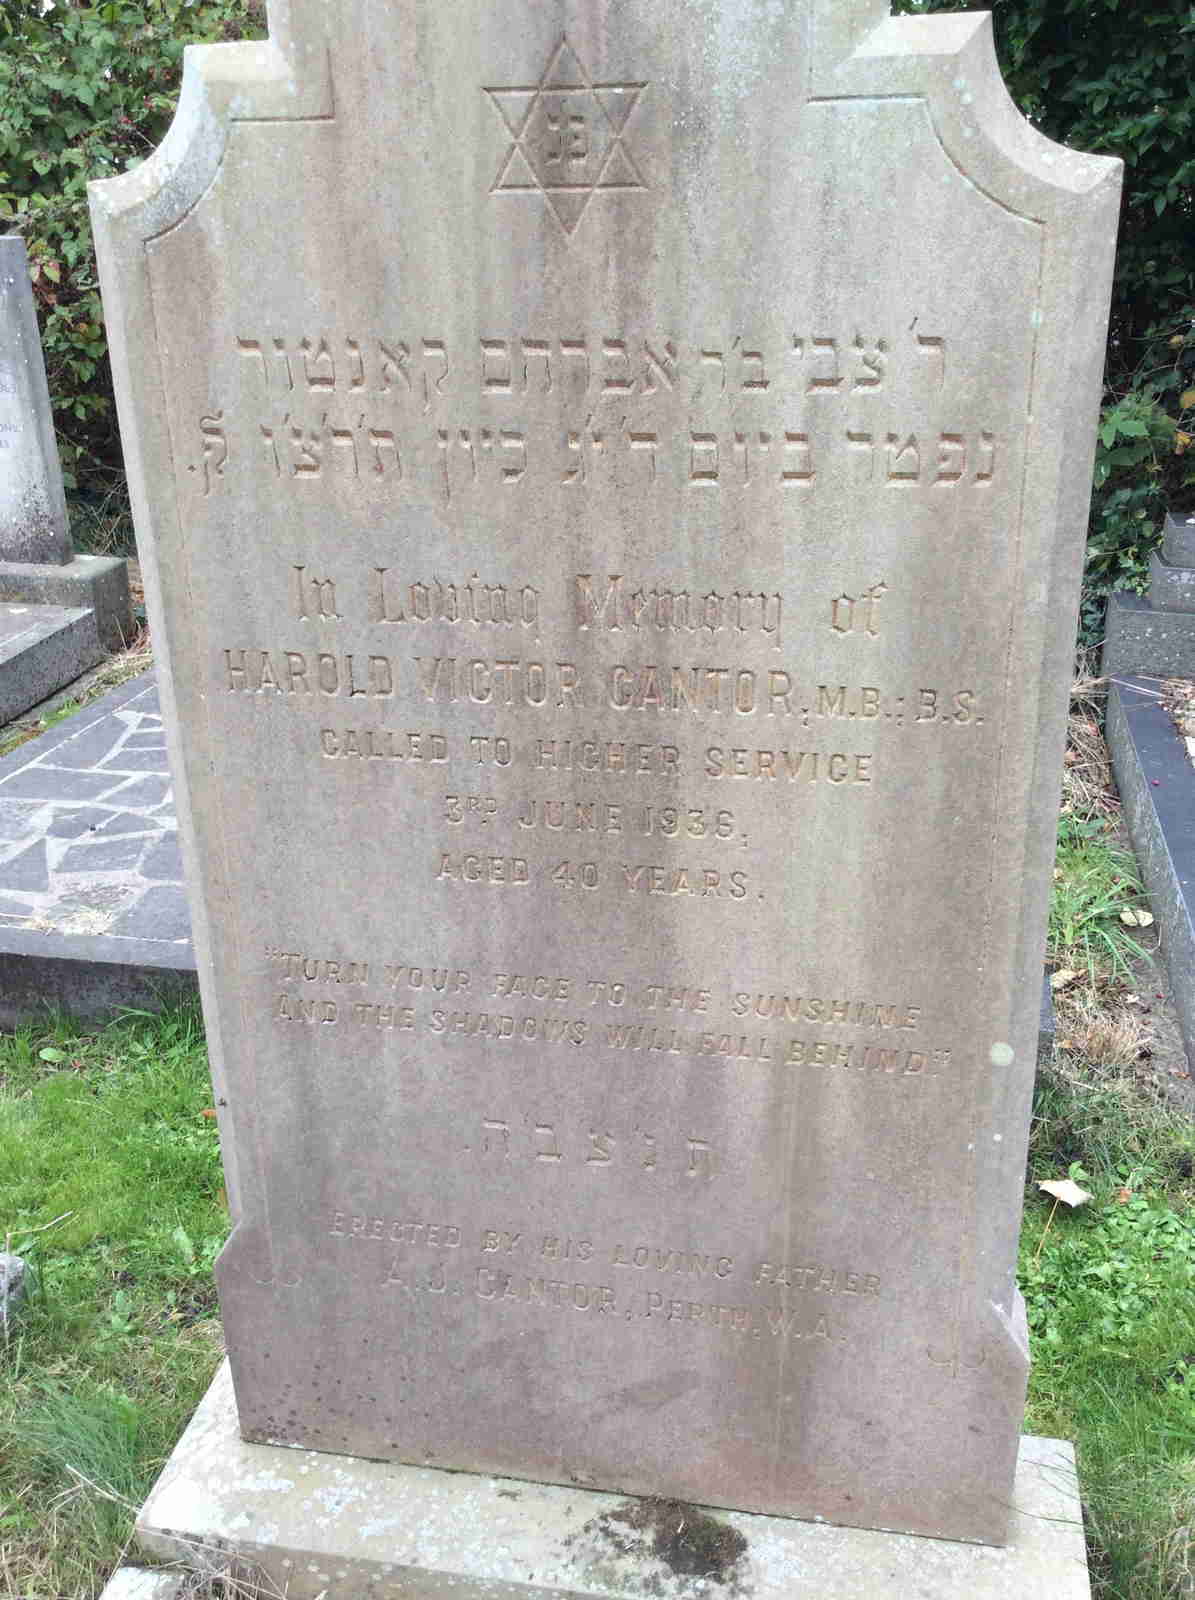 פ״נ
ר' צבי ב״ר אברהם קאנטור
נפטר ביום ד' י״ג סיון ת'ר'צ'ו' לק.
In Loving Memory of
HAROLD VICTOR CANTOR, M.B.: B.S.
CALLED TO HIGHER SERVICE
3RD JUNE 1936,
AGED 40 YEARS.
"TURN YOUR FACE TO THE SUNSHINE
AND THE SHADOWS WILL FALL BEHIND."
ת נ צ ב ה.
ERECTED BY HIS LOVING FATHER
A.J. CANTOR, PERTH, W.A.